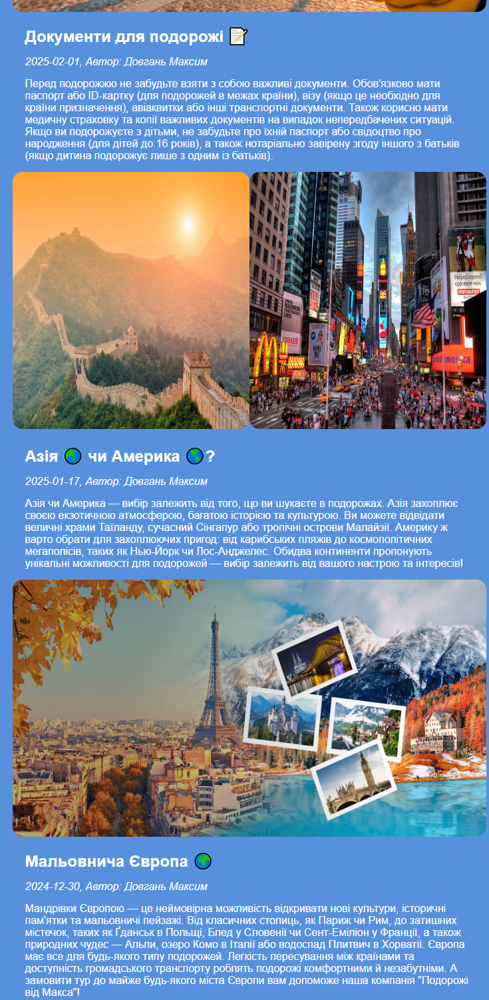 Документи для подорожі 📝
2025-02-01, Автор: Довгань Максим
Перед подорожжю не забудьте взяти з собою важливі документи. Обов'язково мати
паспорт або ID-картку (для подорожей в межах країни), візу (якщо це необхідно для
країни призначення), авіаквитки або інші транспортні документи. Також корисно мати
медичну страховку та копії важливих документів на випадок непередбачених ситуацій.
Якщо ви подорожуєте з дітьми, не забудьте про їхній паспорт або свідоцтво про
народження (для дітей до 16 років), а також нотаріально завірену згоду іншого з батьків
(якщо дитина подорожує лише з одним із батьків).
Helped injured
opponent win.
SPORTSMANSHIP
maxell
Азія 🌏 чи Америка 🌎?
2025-01-17, Автор: Довгань Максим
Азія чи Америка — вибір залежить від того, що ви шукаєте в подорожах. Азія захоплює
своєю екзотичною атмосферою, багатою історією та культурою. Ви можете відвідати
величні храми Таїланду, сучасний Сінгапур або тропічні острови Малайзії. Америку ж
варто обрати для захоплюючих пригод: від карибських пляжів до космополітичних
мегаполісів, таких як Нью-Йорк чи Лос-Анджелес. Обидва континенти пропонують
унікальні можливості для подорожей — вибір залежить від вашого настрою та інтересів!
Мальовнича Європа 🌍
2024-12-30, Автор: Довгань Максим
Мандрівки Європою — це неймовірна можливість відкривати нові культури, історичні
пам'ятки та мальовничі пейзажі. Від класичних столиць, як Париж чи Рим, до затишних
містечок, таких як Ґданськ в Польщі, Блед у Словенії чи Сент-Еміліон у Франції, а також
природних чудес — Альпи, озеро Комо в Італії або водоспад Плитвич в Хорватії. Європа
має все для будь-якого типу подорожей. Легкість пересування між країнами та
доступність громадського транспорту роблять подорожі комфортними й незабутніми. А
замовити тур до майже будь-якого міста Європи вам допоможе наша компанія "Подорожі
від Макса"!